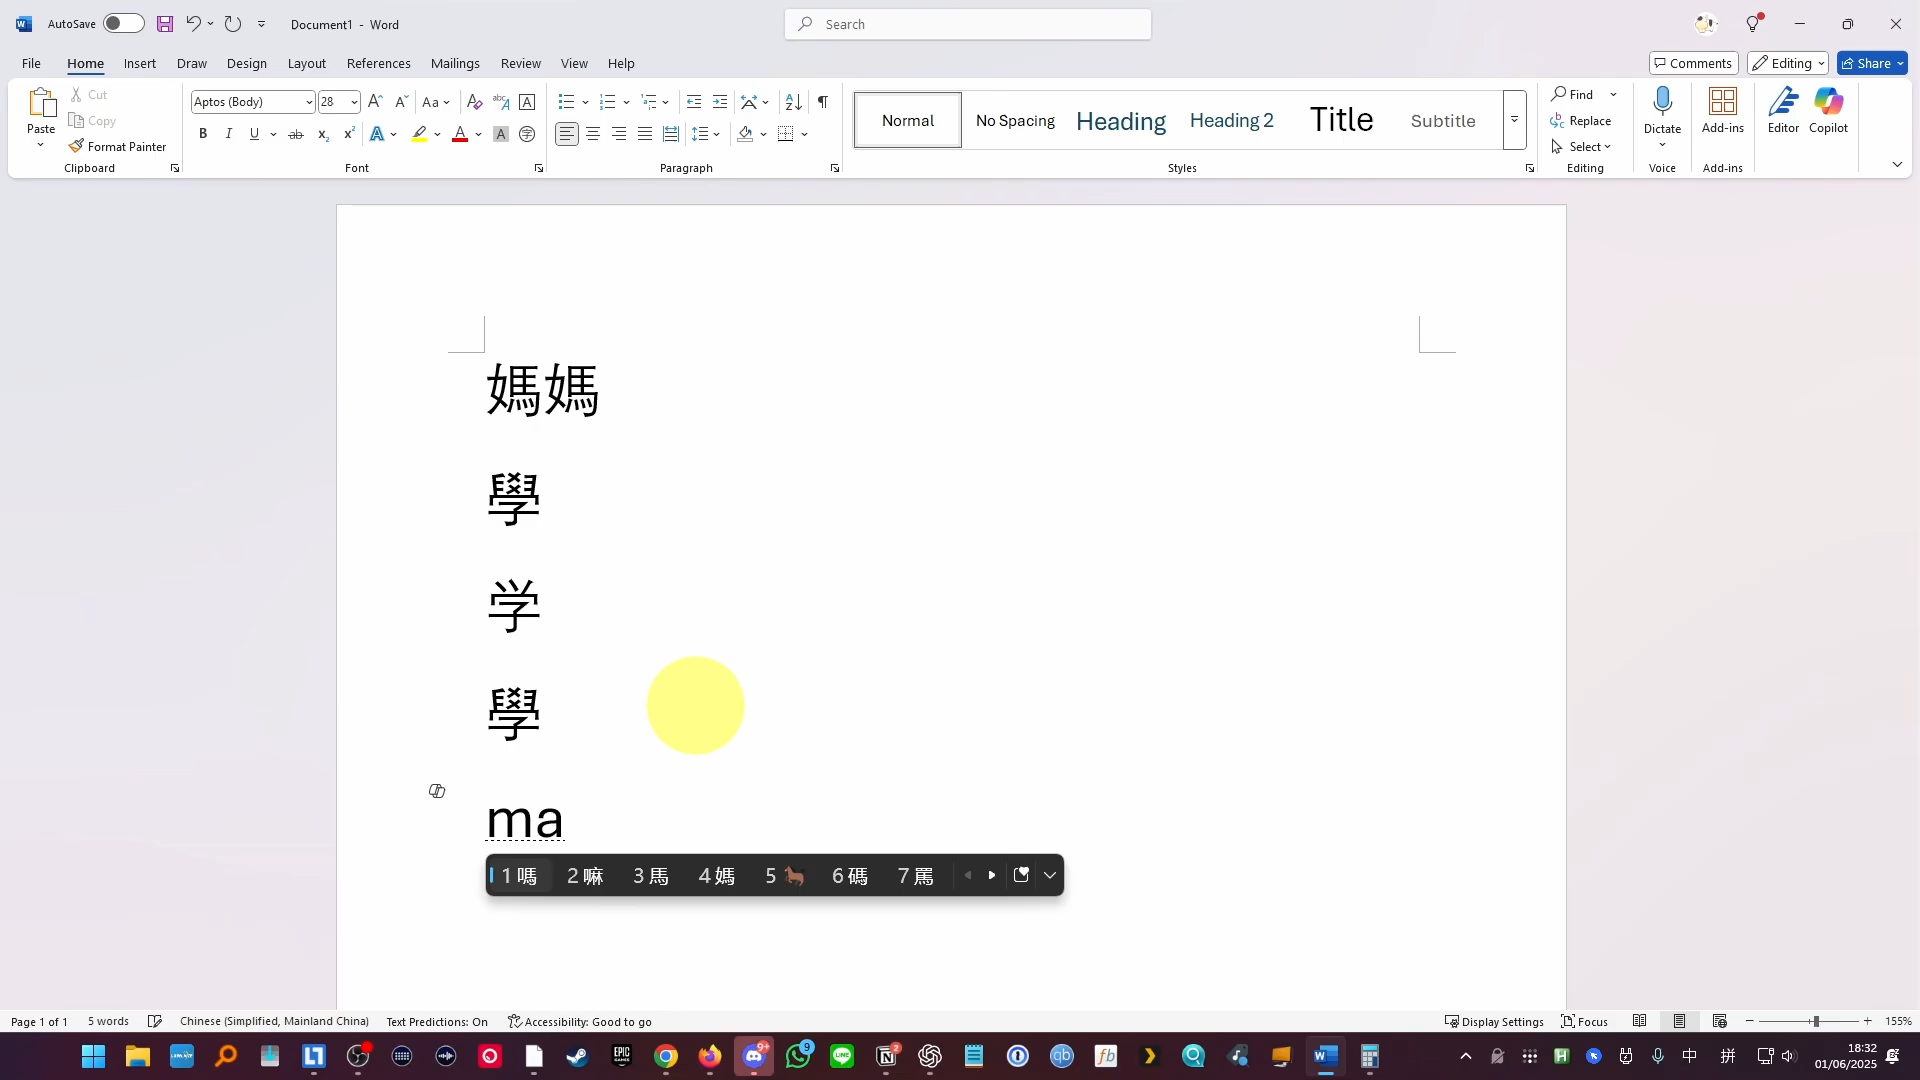 AutoSave
Document1 - Word
Search
File Home Insert Draw Design Layout References Mailings Review View Help
Comments Editing Share
Paste
Cut
Copy
Format Painter
Clipboard
Aptos (Body) 28
Font
Paragraph
Normal No Spacing Heading Heading 2 Title Subtitle
Styles
Find
Replace
Select
Editing
Dictate
Voice
Add-ins
Add-ins
Editor Copilot
媽媽
學
学
學
ma
1 嗎 2 嘛 3 馬 4 媽 5 🐎 6 碼 7 罵
Page 1 of 1 5 words Chinese (Simplified, Mainland China) Text Predictions: On Accessibility: Good to go
Display Settings Focus 155%
中 拼 18:32
01/06/2025